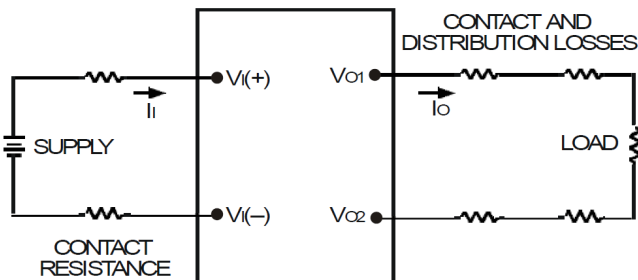 CONTACT AND
DISTRIBUTION LOSSES
VI(+)
VO1
II
IO
SUPPLY
LOAD
VI(–)
VO2
CONTACT
RESISTANCE